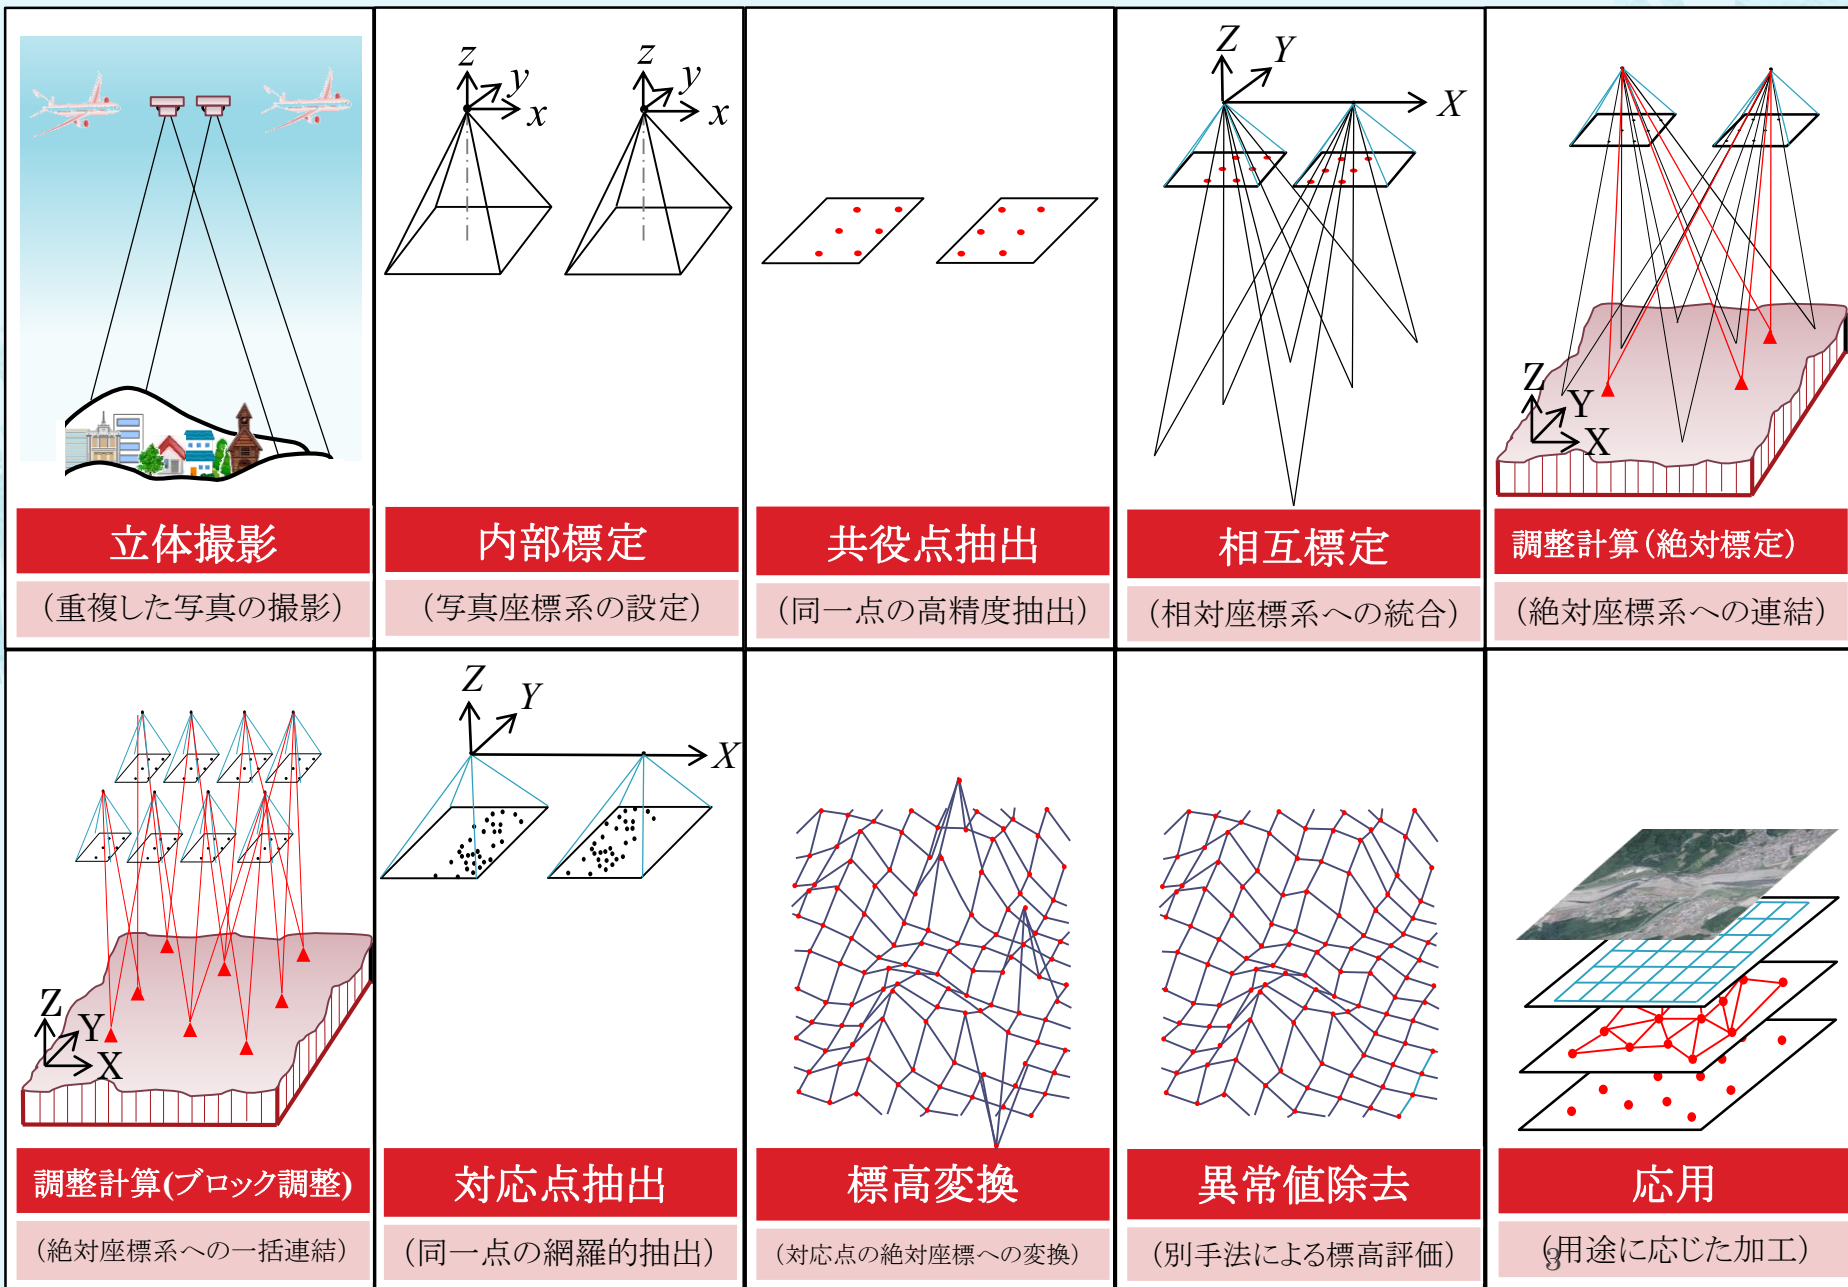 z
y
x
z
y
x
Z
Y
X
Z
Y
X
立体撮影
内部標定
共役点抽出
相互標定
調整計算(絶対標定)
(重複した写真の撮影)
(写真座標系の設定)
(同一点の高精度抽出)
(相対座標系への統合)
(絶対座標系への連結)
Z
Y
X
Z
Y
X
調整計算(ブロック調整)
対応点抽出
標高変換
異常値除去
応用
(絶対座標系への一括連結)
(同一点の網羅的抽出)
(対応点の絶対座標への変換)
(別手法による標高評価)
(用途に応じた加工)
3